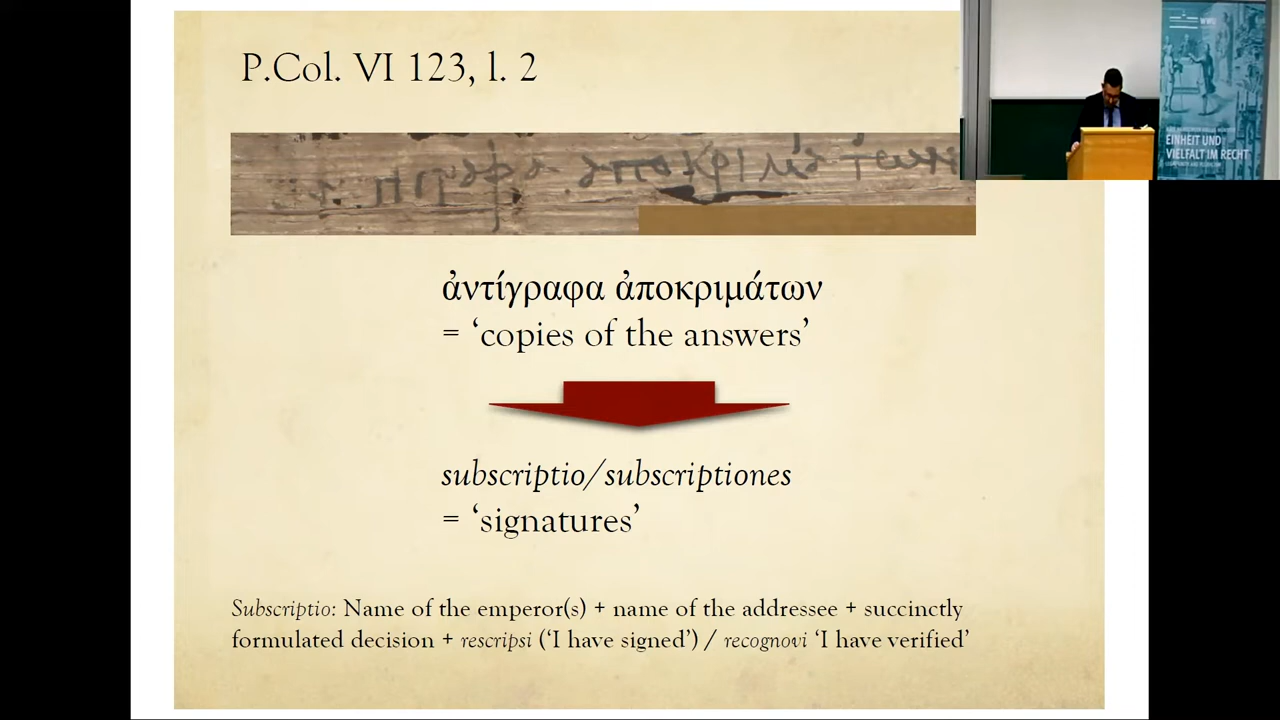 P.Col. VI 123, l. 2
ἀντίγραφα ἀποκριμάτων
= ‘copies of the answers’
subscriptio/subscriptiones
= ‘signatures’
Subscriptio: Name of the emperor(s) + name of the addressee + succinctly
formulated decision + rescripsi (‘I have signed’) / recognovi ‘I have verified’
WWU
EINHEIT UND
VIELFALT IM RECHT